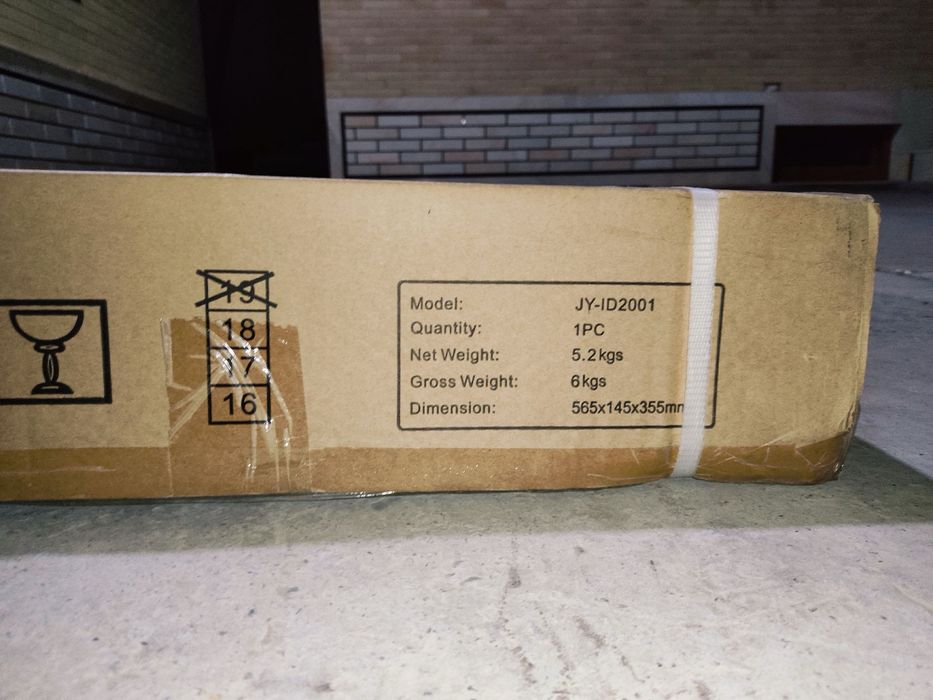 19
18
17
16
Model: JY-ID2001
Quantity: 1PC
Net Weight: 5.2kgs
Gross Weight: 6kgs
Dimension: 565x145x355mm